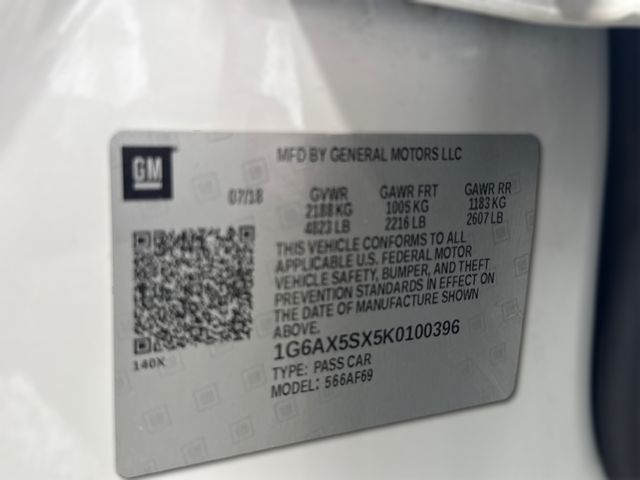 GM
MFD BY GENERAL MOTORS LLC
07/18 GVWR GAWR FRT GAWR RR
2188 KG 1005 KG 1183 KG
4823 LB 2216 LB 2607 LB
THIS VEHICLE CONFORMS TO ALL
APPLICABLE U.S. FEDERAL MOTOR
VEHICLE SAFETY, BUMPER, AND THEFT
PREVENTION STANDARDS IN EFFECT ON
THE DATE OF MANUFACTURE SHOWN
ABOVE.
140X
1G6AX5SX5K0100396
TYPE: PASS CAR
MODEL: 566AF69